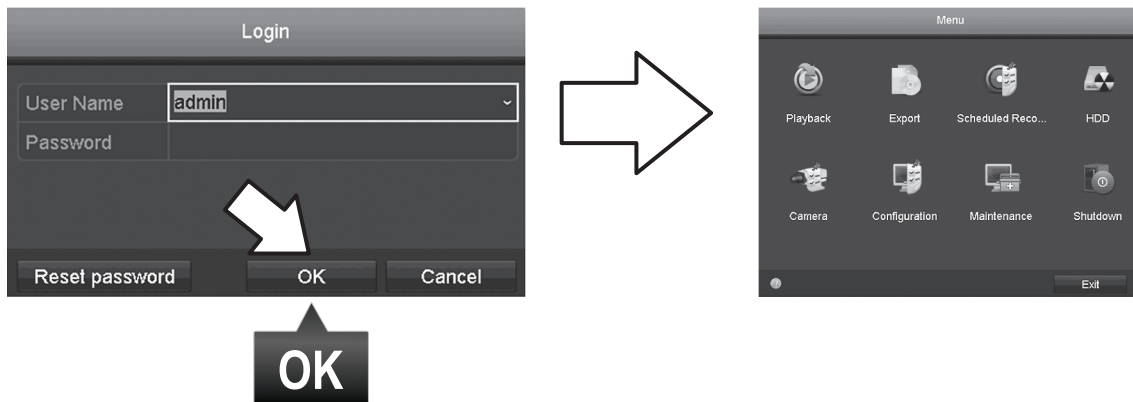 Login
User Name admin
Password
Reset password OK Cancel
OK
Menu
Playback Export Scheduled Reco... HDD
Camera Configuration Maintenance Shutdown
Exit